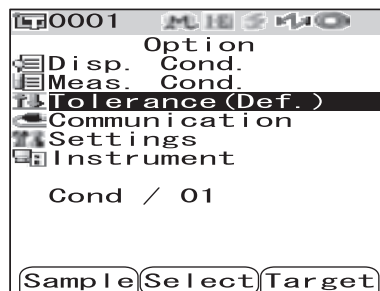 0001
Option
Disp. Cond.
Meas. Cond.
Tolerance(Def.)
Communication
Settings
Instrument
Cond / 01
Sample Select Target